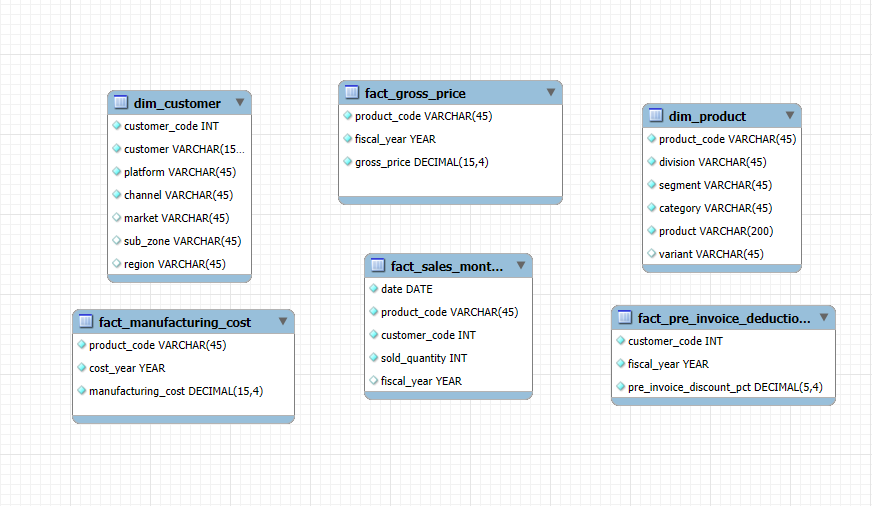 dim_customer
customer_code INT
customer VARCHAR(15...
platform VARCHAR(45)
channel VARCHAR(45)
market VARCHAR(45)
sub_zone VARCHAR(45)
region VARCHAR(45)
fact_gross_price
product_code VARCHAR(45)
fiscal_year YEAR
gross_price DECIMAL(15,4)
dim_product
product_code VARCHAR(45)
division VARCHAR(45)
segment VARCHAR(45)
category VARCHAR(45)
product VARCHAR(200)
variant VARCHAR(45)
fact_manufacturing_cost
product_code VARCHAR(45)
cost_year YEAR
manufacturing_cost DECIMAL(15,4)
fact_sales_mont...
date DATE
product_code VARCHAR(45)
customer_code INT
sold_quantity INT
fiscal_year YEAR
fact_pre_invoice_deductio...
customer_code INT
fiscal_year YEAR
pre_invoice_discount_pct DECIMAL(5,4)